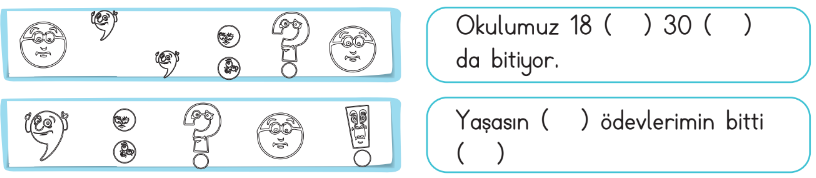 Okulumuz 18 ( ) 30 ( )
da bitiyor.
Yaşasın ( ) ödevlerimin bitti
( )